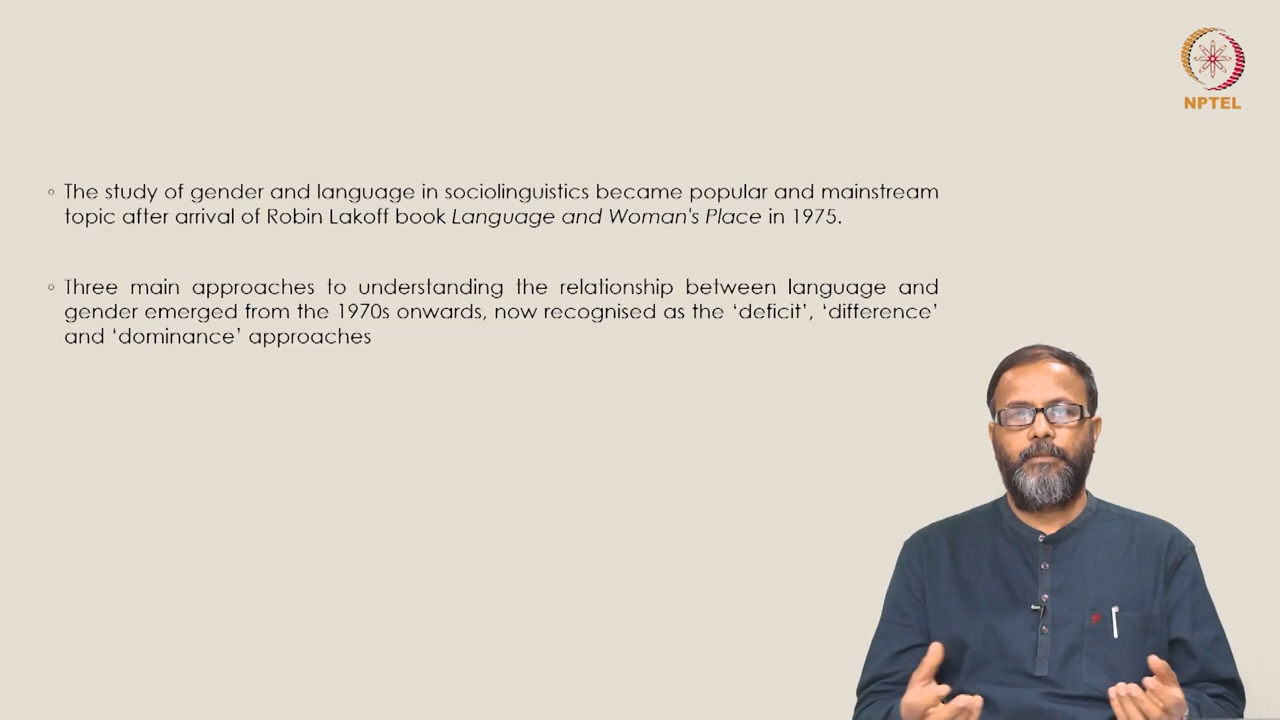 NPTEL
◦ The study of gender and language in sociolinguistics became popular and mainstream
topic after arrival of Robin Lakoff book Language and Woman's Place in 1975.
◦ Three main approaches to understanding the relationship between language and
gender emerged from the 1970s onwards, now recognised as the ‘deficit’, ‘difference’
and ‘dominance’ approaches